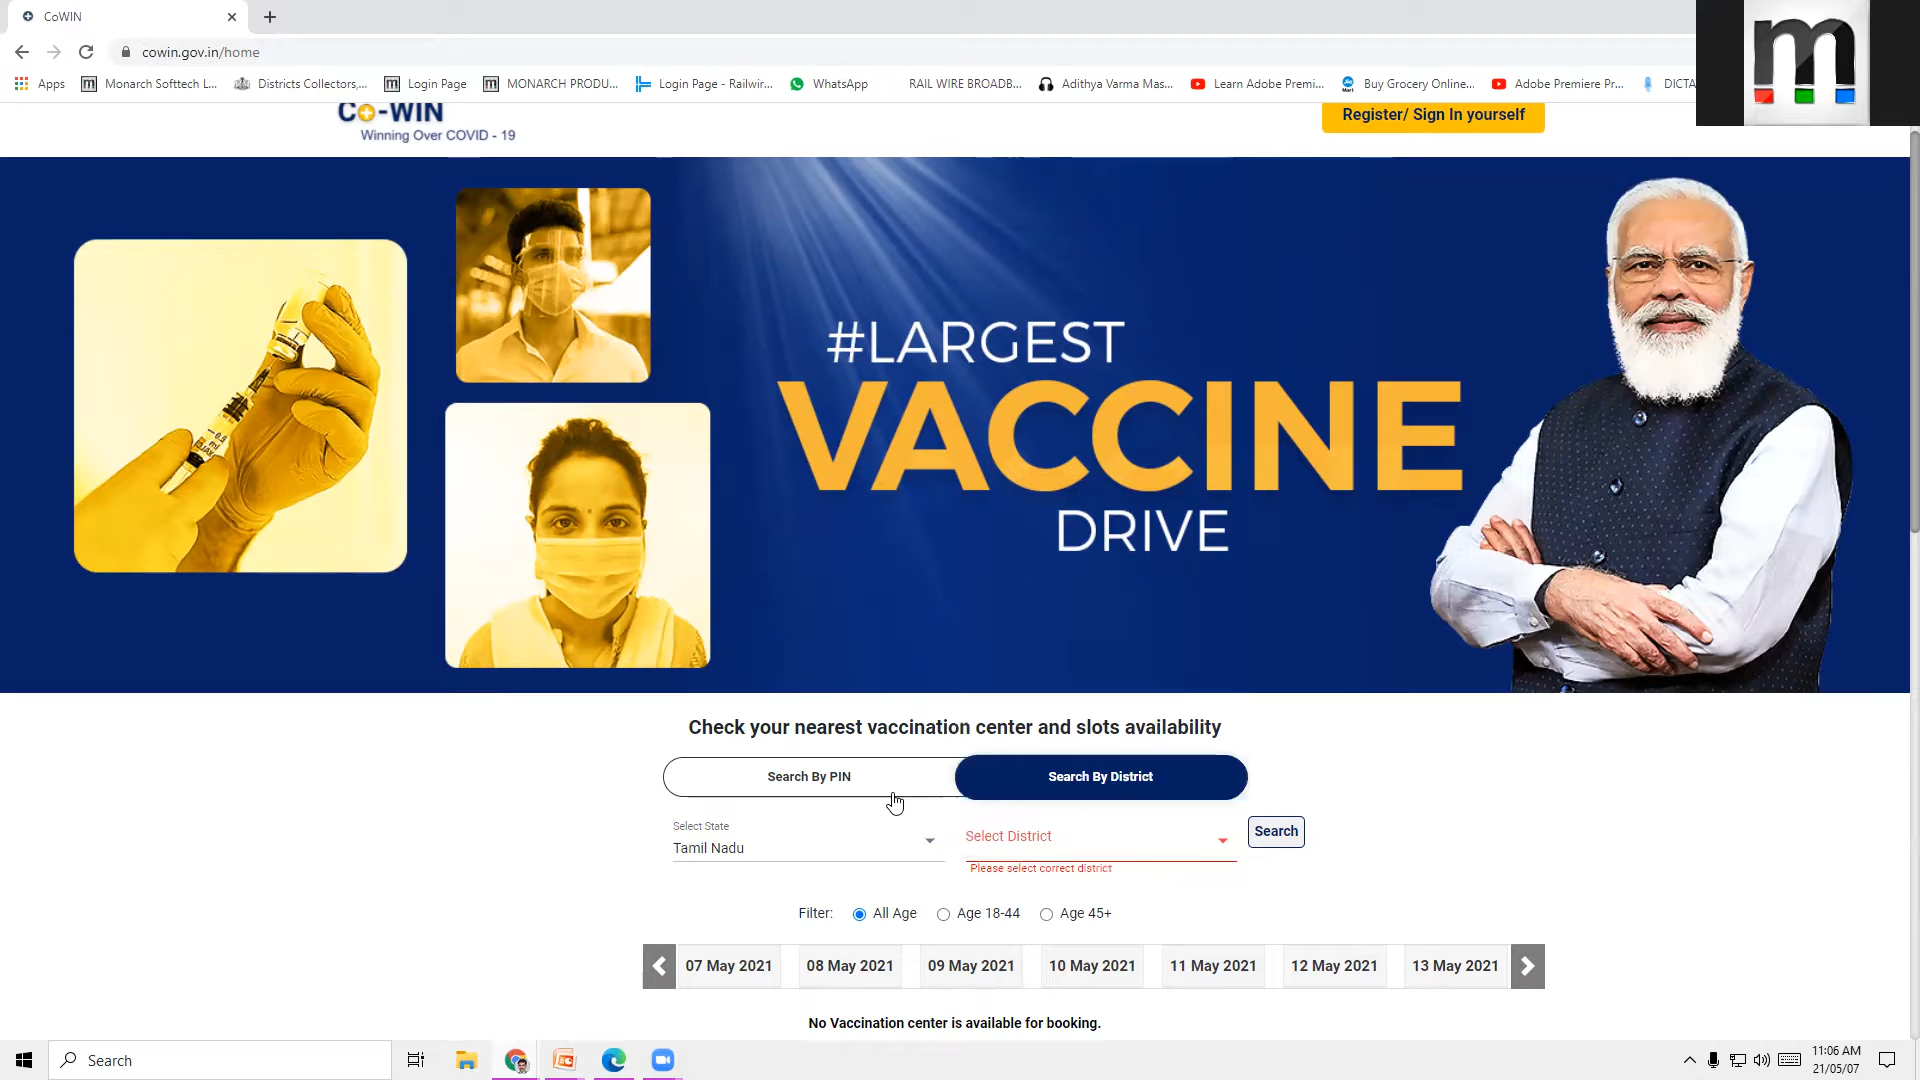 CoWIN
cowin.gov.in/home
Apps
Monarch Softtech L...
Districts Collectors,...
Login Page
MONARCH PRODU...
Login Page - Railwir...
WhatsApp
RAIL WIRE BROADB...
Adithya Varma Mas...
Learn Adobe Premi...
Buy Grocery Online...
Adobe Premiere Pr...
DICTA
m
Co-WIN
Winning Over COVID - 19
Register/ Sign In yourself
#LARGEST
VACCINE
DRIVE
Check your nearest vaccination center and slots availability
Search By PIN
Search By District
Select State
Tamil Nadu
Select District
Search
Please select correct district
Filter:
All Age
Age 18-44
Age 45+
07 May 2021
08 May 2021
09 May 2021
10 May 2021
11 May 2021
12 May 2021
13 May 2021
No Vaccination center is available for booking.
Search
11:06 AM
21/05/07